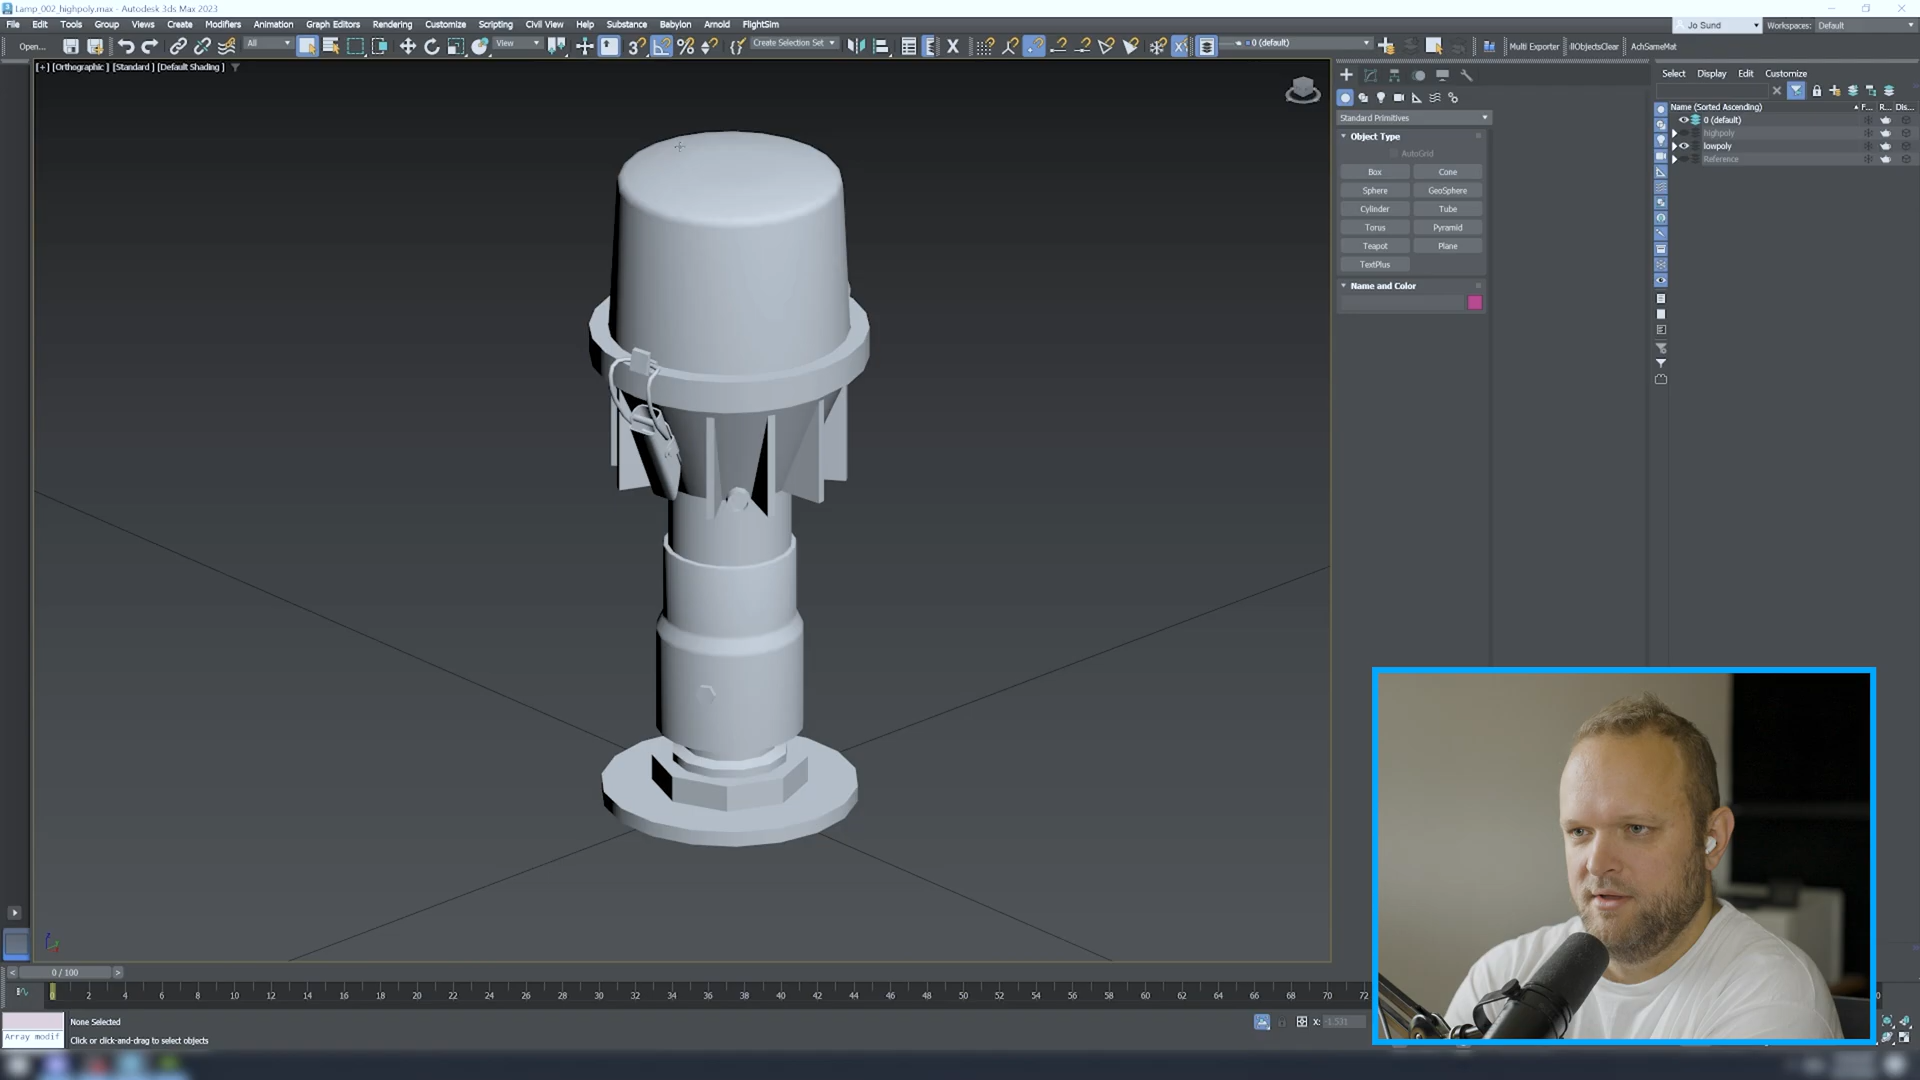 Lamp_002_highpoly.max - Autodesk 3ds Max 2023
File Edit Tools Group Views Create Modifiers Animation Graph Editors Rendering Customize Scripting Civil View Help Substance Babylon Arnold FlightSim
Jo Sund Workspaces: Default
Open... All View Create Selection Set 0 (default) Multi Exporter AchSameMat
[+] [Orthographic] [Standard] [Default Shading]
Select Display Edit Customize
Name (Sorted Ascending) F... R... Dis...
0 (default)
highpoly
lowpoly
Reference
Standard Primitives
Object Type
AutoGrid
Box Cone
Sphere GeoSphere
Cylinder Tube
Torus Pyramid
Teapot Plane
TextPlus
Name and Color
0 / 100
0 2 4 6 8 10 12 14 16 18 20 22 24 26 28 30 32 34 36 38 40 42 44 46 48 50 52 54 56 58 60 62 64 66 68 70 72
None Selected
X: -1.531
Array modif
Click or click-and-drag to select objects